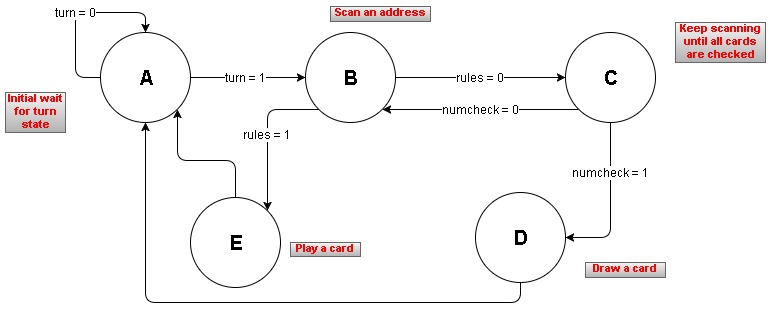 turn = 0
Scan an address
Keep scanning
until all cards
are checked
A
turn = 1
B
rules = 0
C
Initial wait
for turn
state
numcheck = 0
rules = 1
numcheck = 1
E
Play a card
D
Draw a card